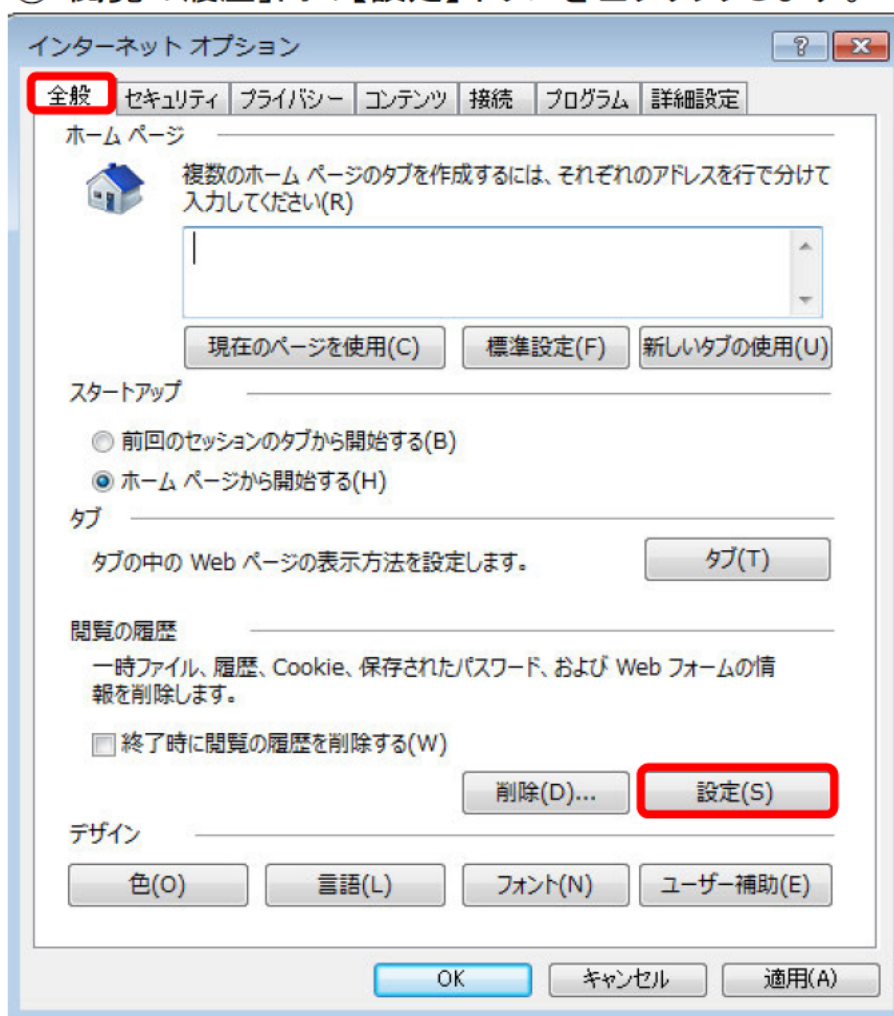 インターネット オプション
全般 セキュリティ プライバシー コンテンツ 接続 プログラム 詳細設定
ホーム ページ
複数のホーム ページのタブを作成するには、それぞれのアドレスを行で分けて
入力してください(R)
現在のページを使用(C) 標準設定(F) 新しいタブの使用(U)
スタートアップ
前回のセッションのタブから開始する(B)
ホーム ページから開始する(H)
タブ
タブの中の Web ページの表示方法を設定します。 タブ(T)
閲覧の履歴
一時ファイル、履歴、Cookie、保存されたパスワード、および Web フォームの情
報を削除します。
終了時に閲覧の履歴を削除する(W)
削除(D)... 設定(S)
デザイン
色(O) 言語(L) フォント(N) ユーザー補助(E)
OK キャンセル 適用(A)